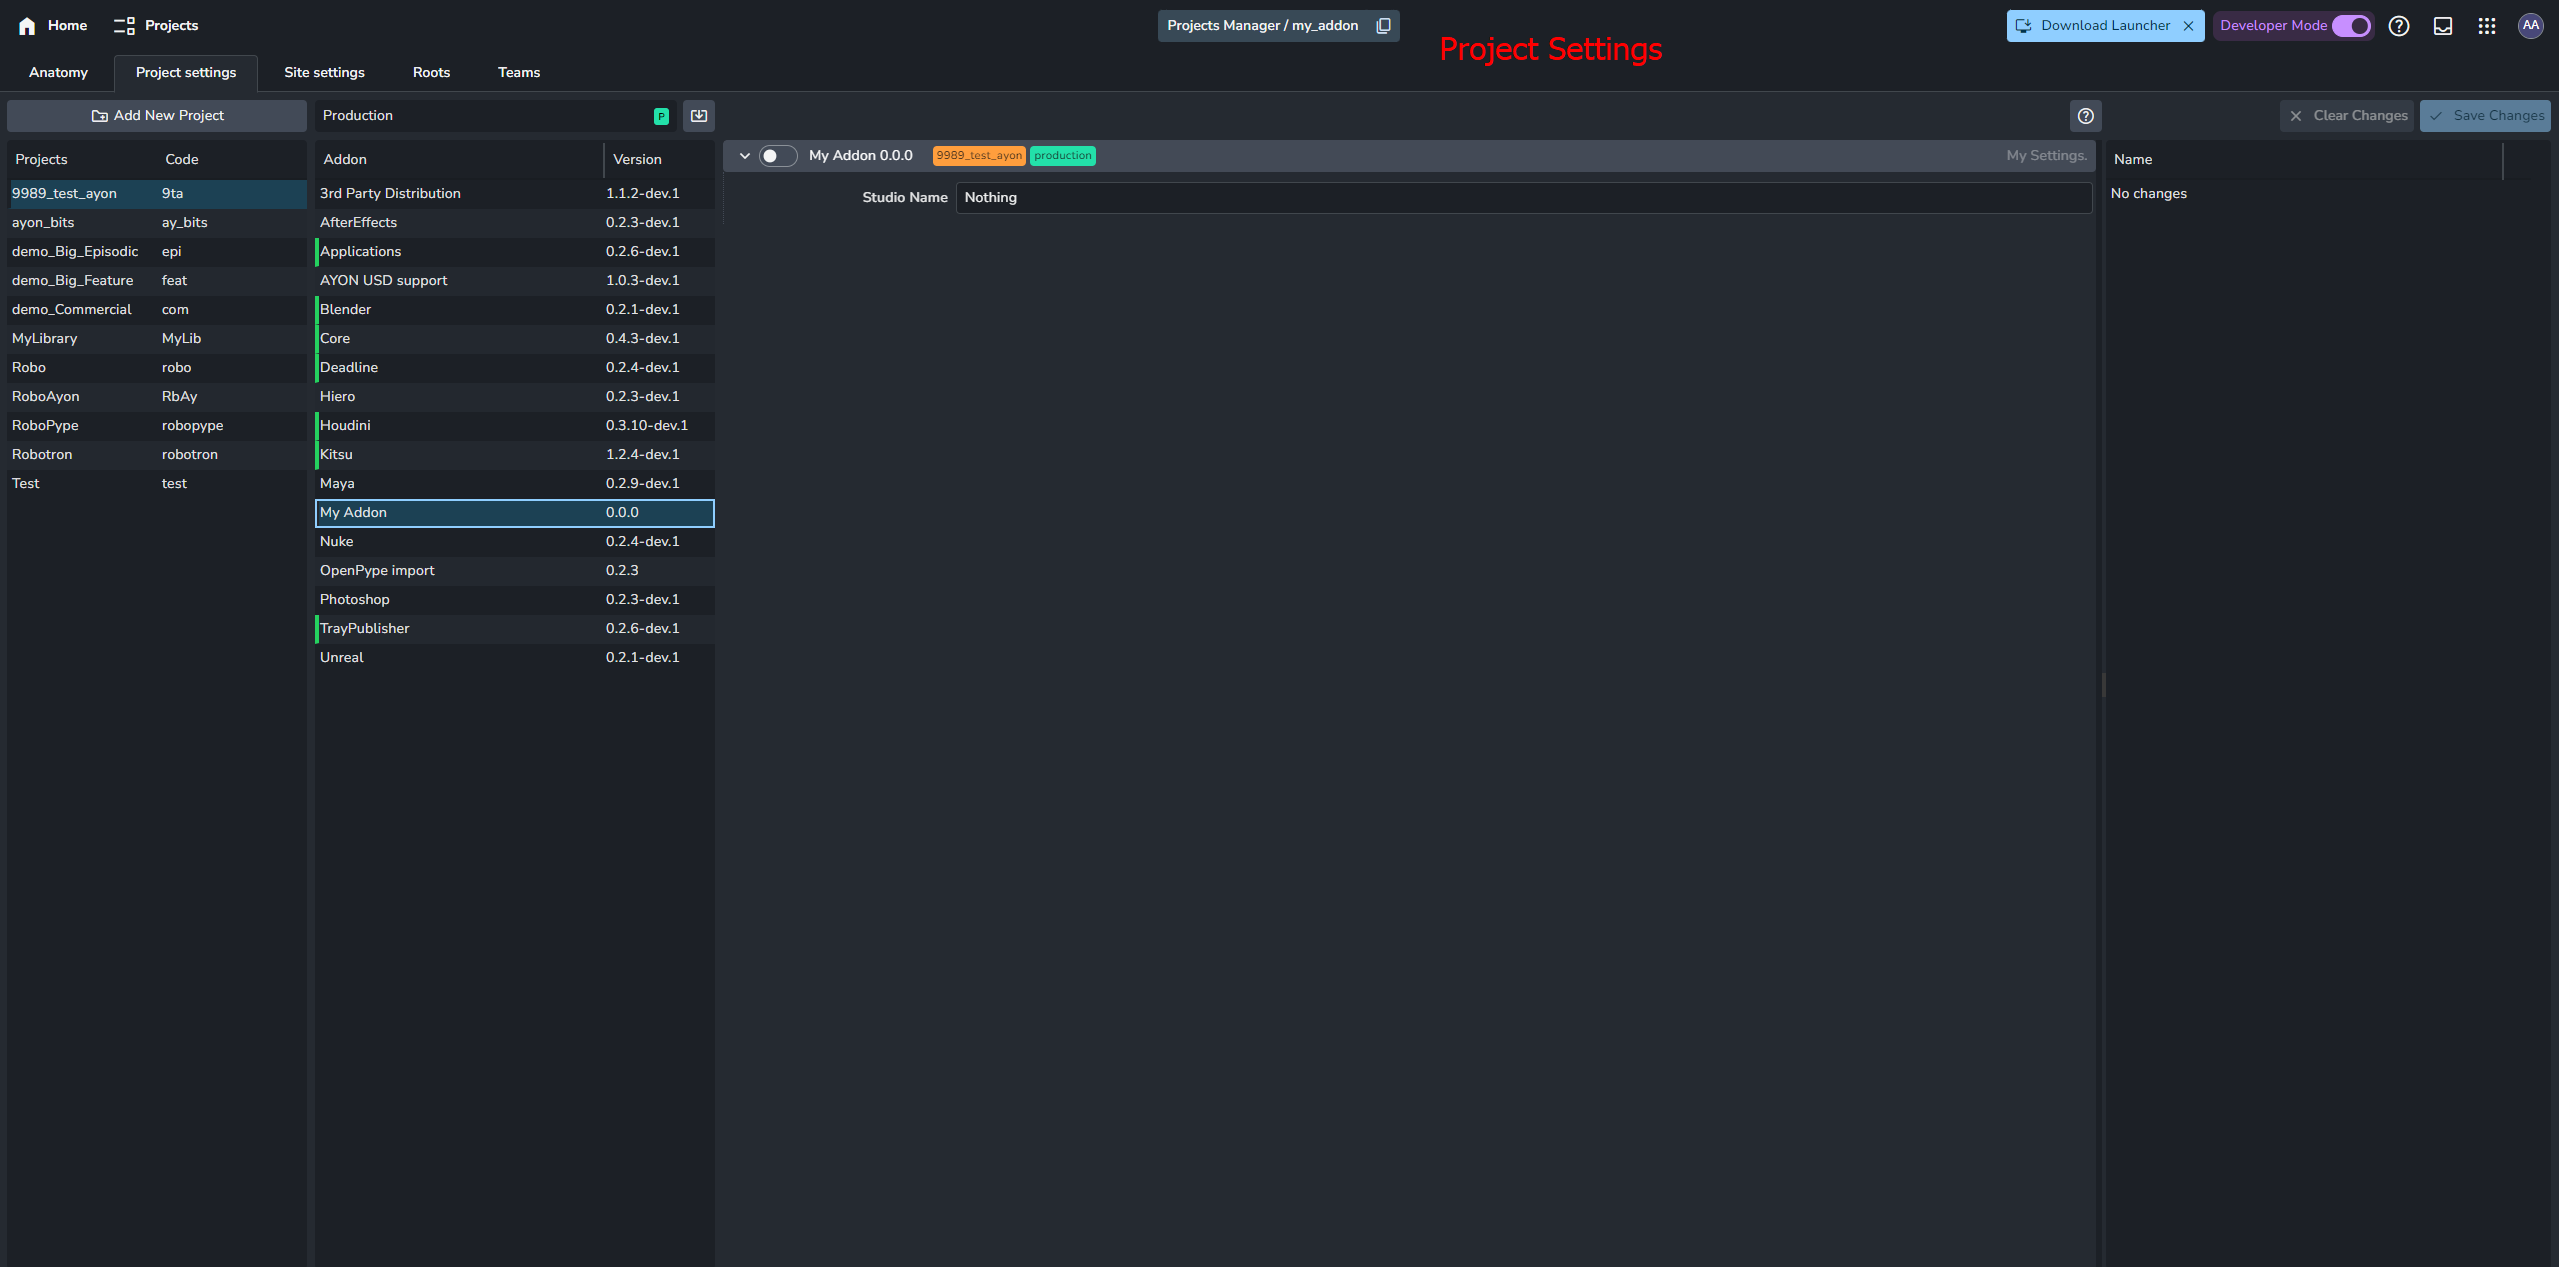 Home
Projects
Projects Manager / my_addon
Project Settings
Download Launcher
Developer Mode
AA
Anatomy
Project settings
Site settings
Roots
Teams
Add New Project
Production
P
Clear Changes
Save Changes
Projects Code
9989_test_ayon 9ta
ayon_bits ay_bits
demo_Big_Episodic epi
demo_Big_Feature feat
demo_Commercial com
MyLibrary MyLib
Robo robo
RoboAyon RbAy
RoboPype robopype
Robotron robotron
Test test
Addon Version
3rd Party Distribution 1.1.2-dev.1
AfterEffects 0.2.3-dev.1
Applications 0.2.6-dev.1
AYON USD support 1.0.3-dev.1
Blender 0.2.1-dev.1
Core 0.4.3-dev.1
Deadline 0.2.4-dev.1
Hiero 0.2.3-dev.1
Houdini 0.3.10-dev.1
Kitsu 1.2.4-dev.1
Maya 0.2.9-dev.1
My Addon 0.0.0
Nuke 0.2.4-dev.1
OpenPype import 0.2.3
Photoshop 0.2.3-dev.1
TrayPublisher 0.2.6-dev.1
Unreal 0.2.1-dev.1
My Addon 0.0.0 9989_test_ayon production My Settings.
Studio Name Nothing
Name
No changes